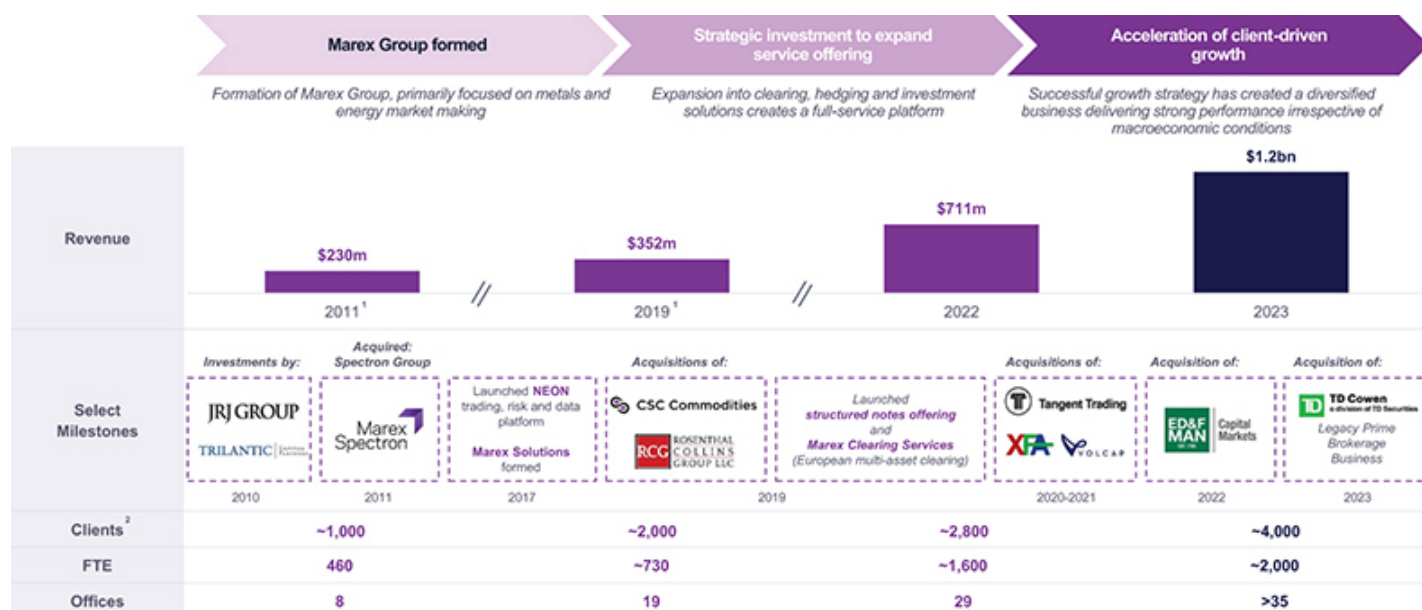 Marex Group formed
Strategic investment to expand
service offering
Acceleration of client-driven
growth
Formation of Marex Group, primarily focused on metals and
energy market making
Expansion into clearing, hedging and investment
solutions creates a full-service platform
Successful growth strategy has created a diversified
business delivering strong performance irrespective of
macroeconomic conditions
Revenue
$230m
$352m
$711m
$1.2bn
2011 1
2019 1
2022
2023
Select
Milestones
Investments by:
JRJ GROUP
TRILANTIC
2010
Acquired:
Spectron Group
Marex
Spectron
2011
Launched NEON
trading, risk and data
platform
Marex Solutions
formed
2017
Acquisitions of:
CSC Commodities
RCG ROSENTHAL
COLLINS
GROUP LLC
Launched
structured notes offering
and
Marex Clearing Services
(European multi-asset clearing)
2019
Acquisitions of:
Tangent Trading
XFA VOLCAP
2020-2021
Acquisition of:
ED&F
MAN
Capital
Markets
2022
Acquisition of:
TD TD Cowen
a division of TD Securities
Legacy Prime
Brokerage
Business
2023
Clients 2
~1,000
~2,000
~2,800
~4,000
FTE
460
~730
~1,600
~2,000
Offices
8
19
29
>35